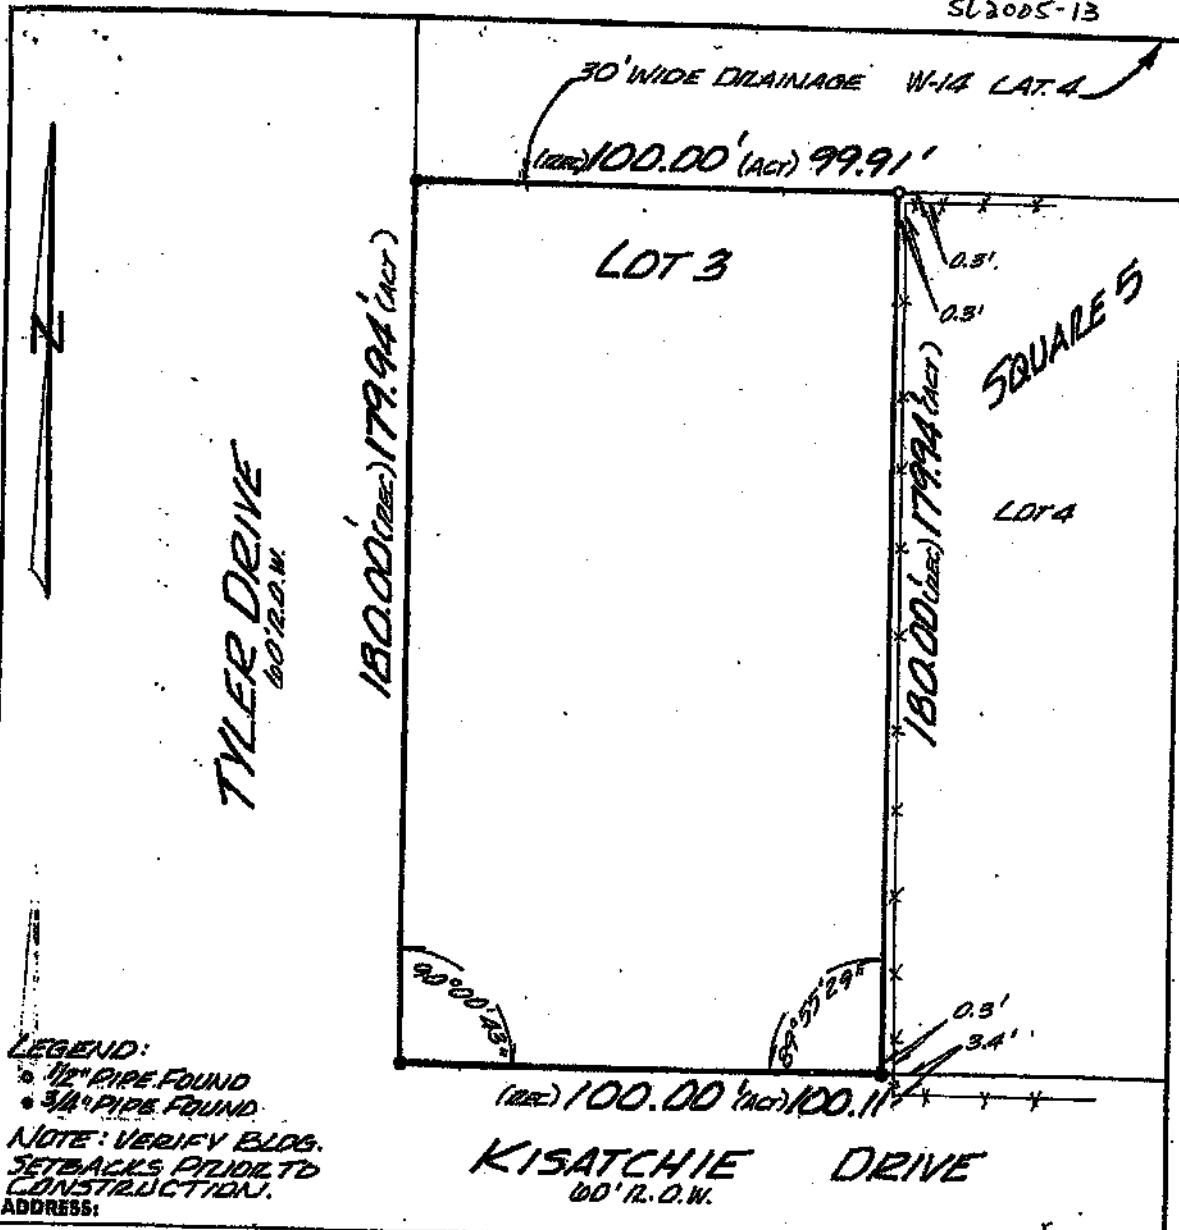 SL2005-13
30' WIDE DRAINAGE W-14 LAT. 4
(REC) 100.00' (ACT) 99.91'
LOT 3
0.3'
0.3'
SQUARE 5
N
180.00' (REC) 179.94' (ACT)
180.00' (REC) 179.94' (ACT)
LOT 4
TYLER DRIVE
60' R.O.W.
90°00'43"
89°55'29"
0.3'
3.4'
(REC) 100.00' (ACT) 100.11'
KISATCHIE DRIVE
60' R.O.W.
LEGEND:
1/2" PIPE FOUND
3/4" PIPE FOUND
NOTE: VERIFY BLDG.
SETBACKS PRIOR TO
CONSTRUCTION.
ADDRESS: